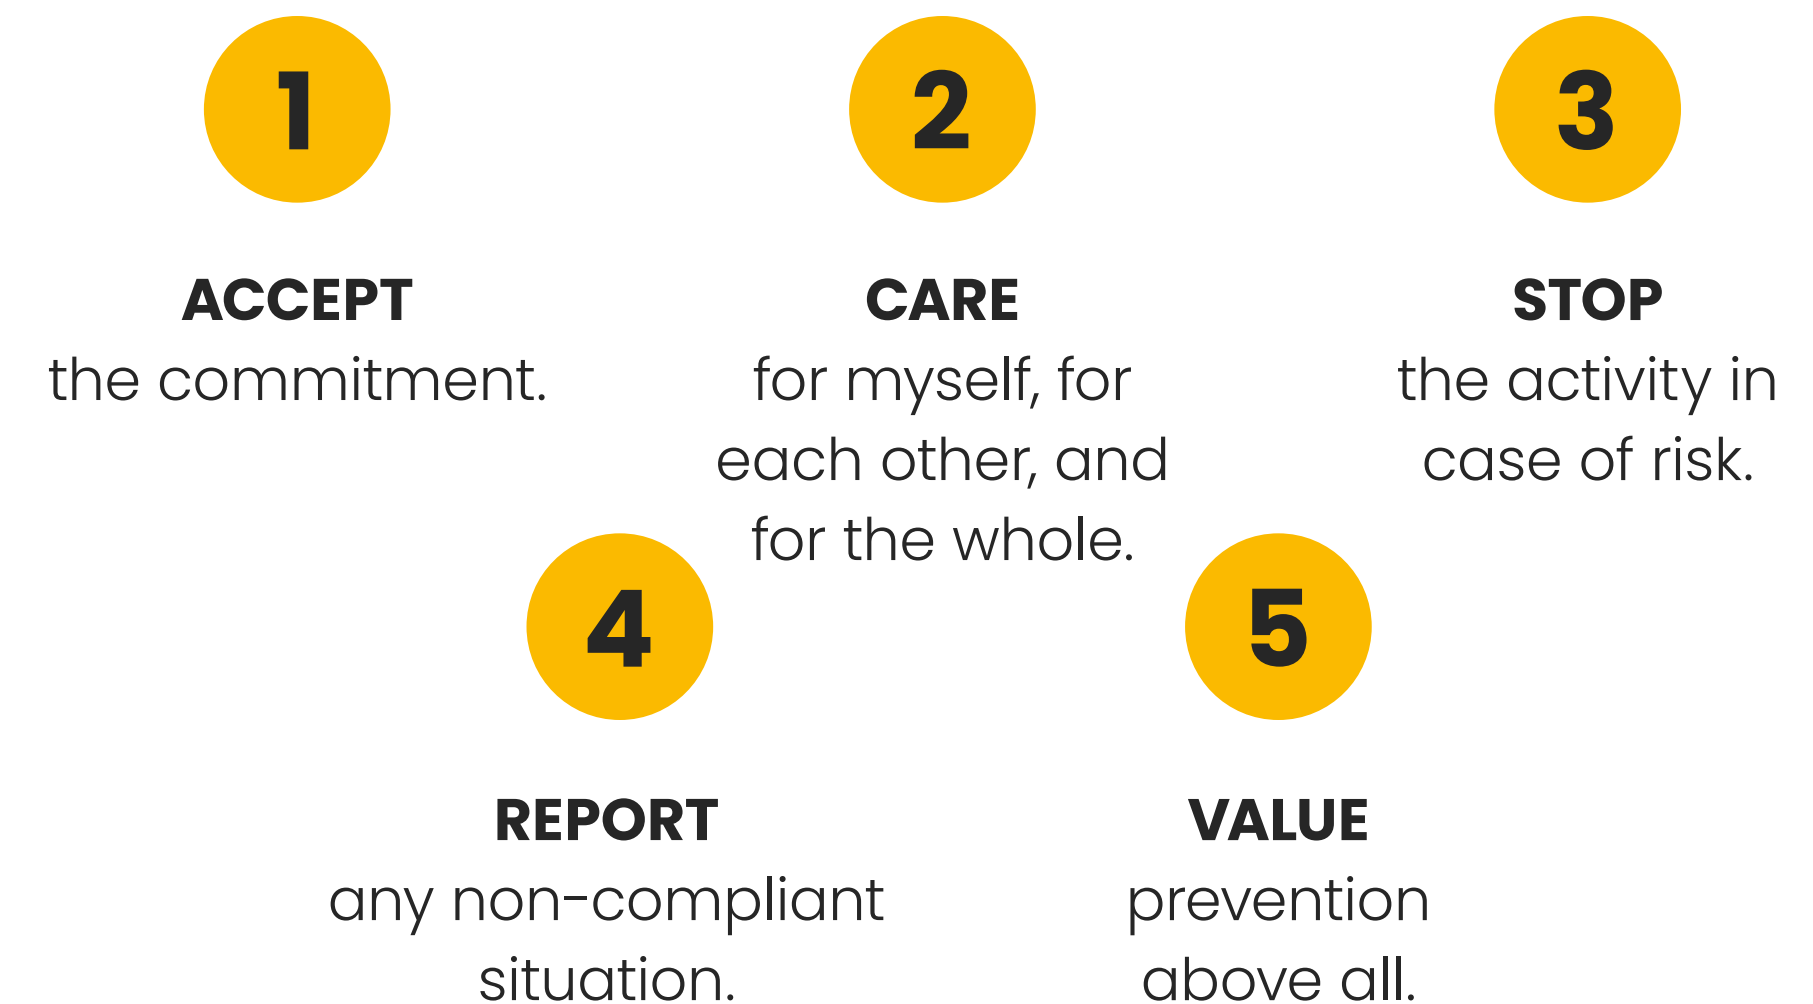 1
ACCEPT
the commitment.
2
CARE
for myself, for
each other, and
for the whole.
3
STOP
the activity in
case of risk.
4
REPORT
any non-compliant
situation.
5
VALUE
prevention
above all.